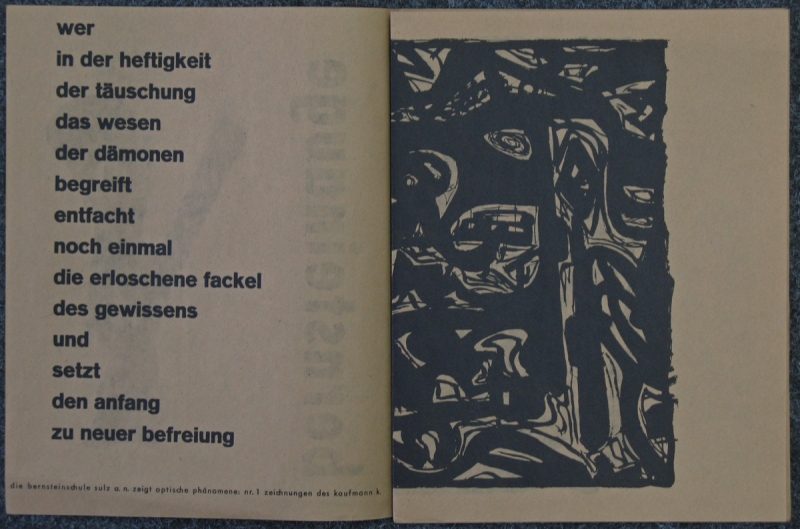 wer
in der heftigkeit
der täuschung
das wesen
der dämonen
begreift
entfacht
noch einmal
die erloschene fackel
des gewissens
und
setzt
den anfang
zu neuer befreiung
die bernsteinschule sulz a. n. zeigt optische phänomene: nr. 1 zeichnungen des kaufmann k.